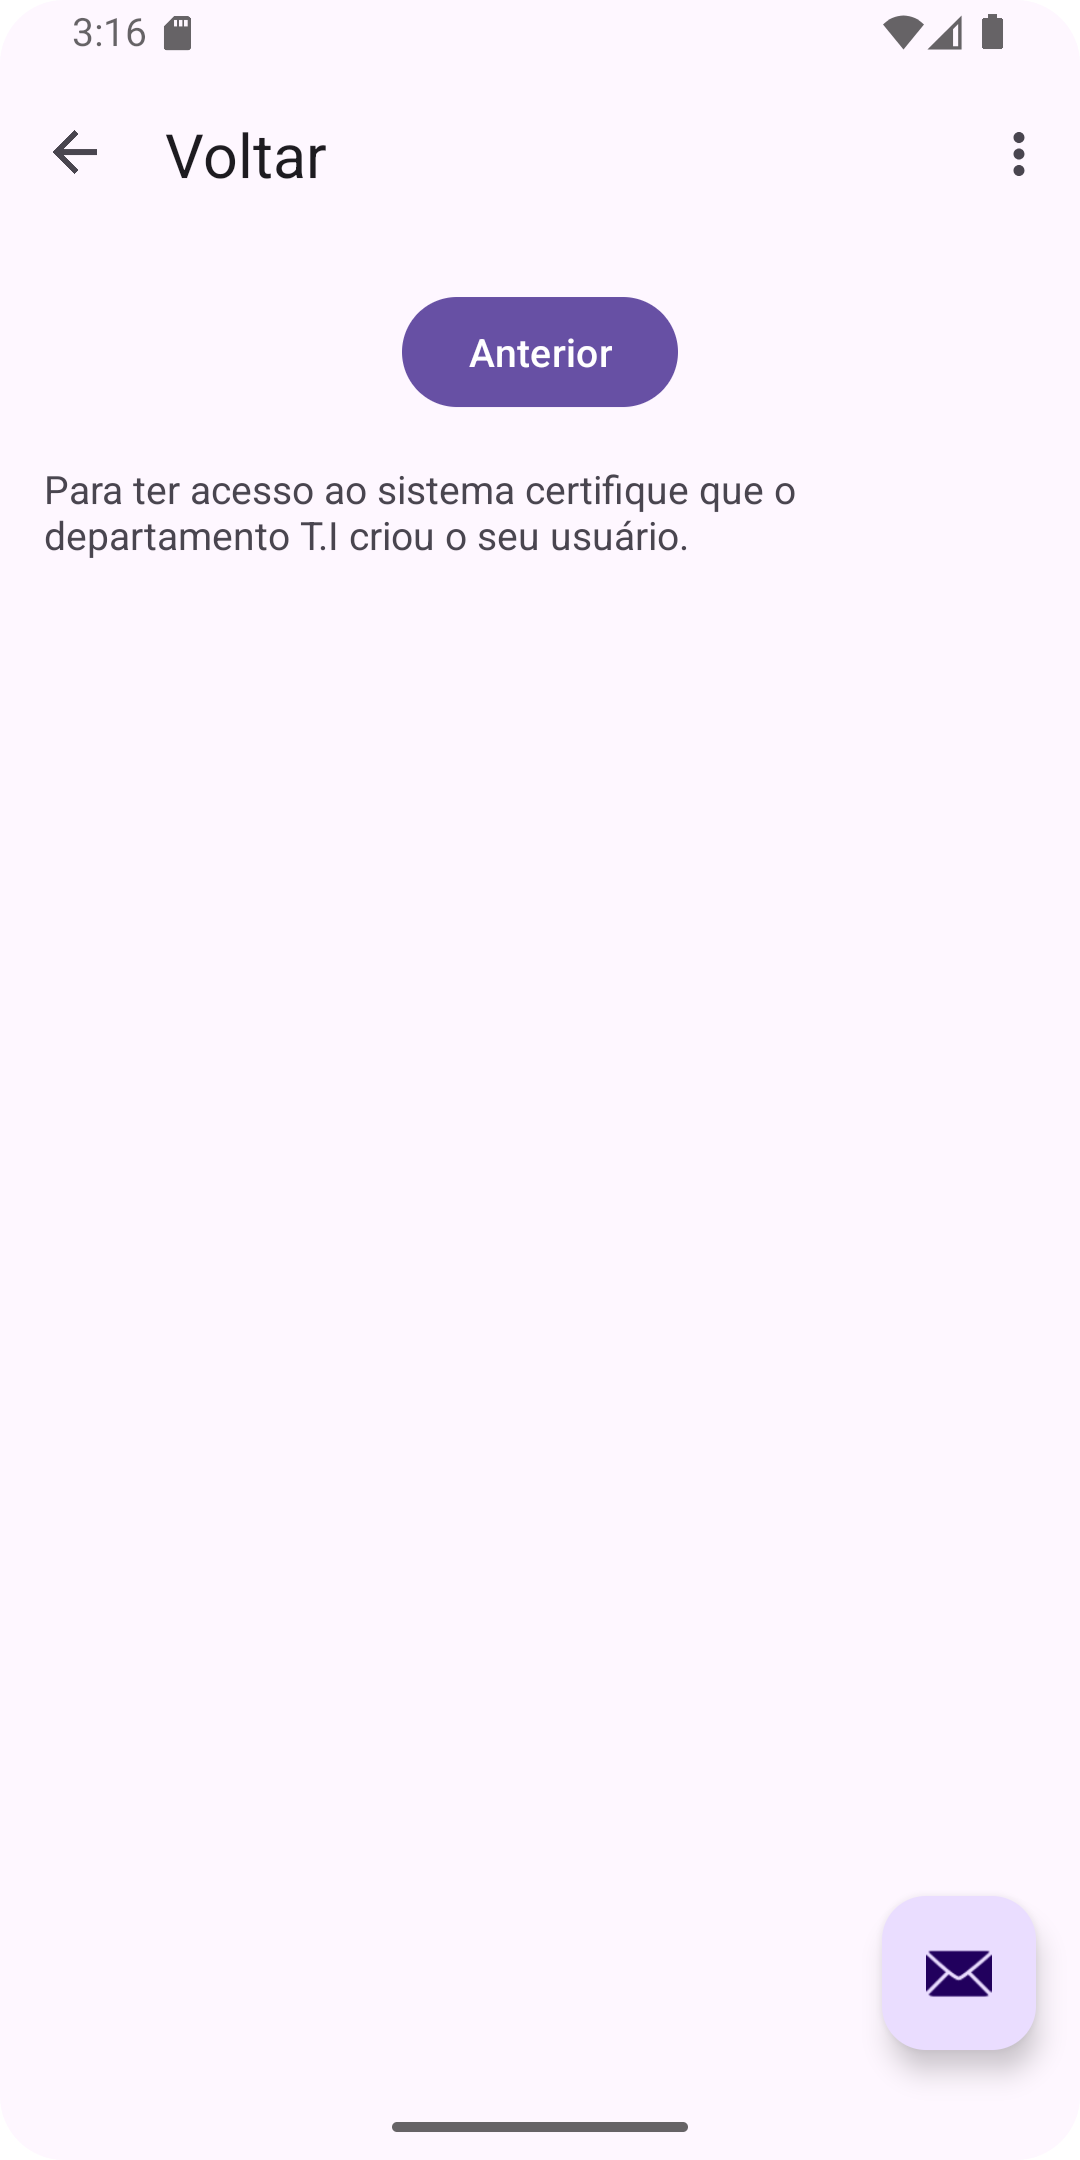 3:16
Voltar
Anterior
Para ter acesso ao sistema certifique que o
departamento T.I criou o seu usuário.